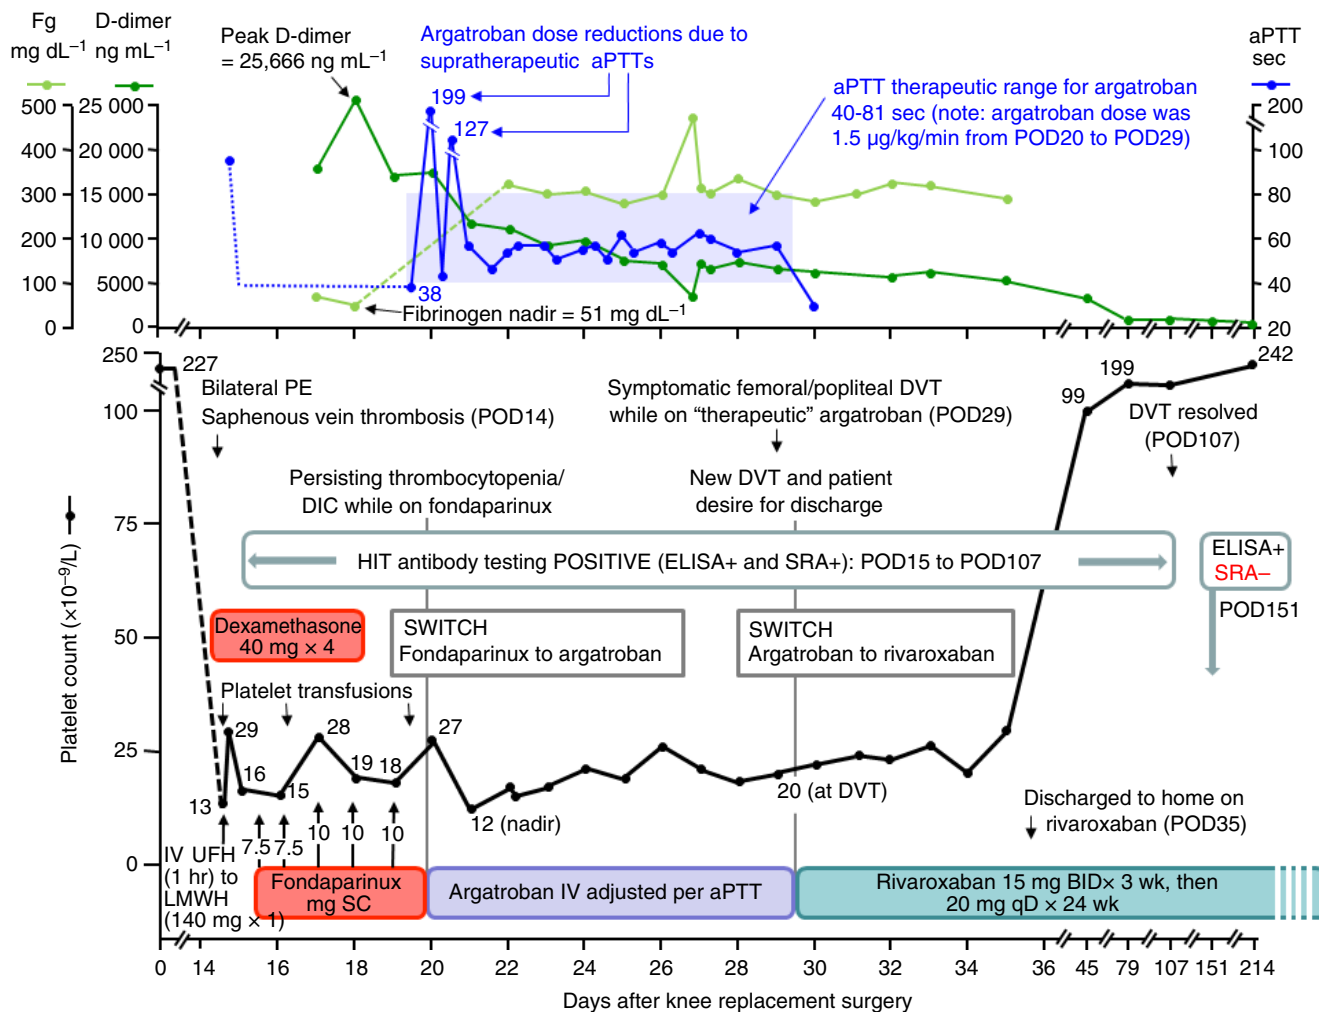 Fg
mg dL–1
D-dimer
ng mL–1
Peak D-dimer
= 25,666 ng mL–1
Argatroban dose reductions due to
supratherapeutic aPTTs
aPTT
sec
aPTT therapeutic range for argatroban
40-81 sec (note: argatroban dose was
1.5 µg/kg/min from POD20 to POD29)
500
400
300
200
100
0
25 000
20 000
15 000
10 000
5000
0
199
127
38
Fibrinogen nadir = 51 mg dL–1
200
100
80
60
40
20
250
100
75
50
25
0
Platelet count (×10–9/L)
227
Bilateral PE
Saphenous vein thrombosis (POD14)
Symptomatic femoral/popliteal DVT
while on “therapeutic” argatroban (POD29)
99
199
242
DVT resolved
(POD107)
Persisting thrombocytopenia/
DIC while on fondaparinux
New DVT and patient
desire for discharge
HIT antibody testing POSITIVE (ELISA+ and SRA+): POD15 to POD107
ELISA+
SRA–
POD151
Dexamethasone
40 mg × 4
SWITCH
Fondaparinux to argatroban
SWITCH
Argatroban to rivaroxaban
Platelet transfusions
13
29
16
15
28
19
18
27
12 (nadir)
20 (at DVT)
Discharged to home on
rivaroxaban (POD35)
7.5
7.5
10
10
10
IV UFH
(1 hr) to
LMWH
(140 mg × 1)
Fondaparinux
mg SC
Argatroban IV adjusted per aPTT
Rivaroxaban 15 mg BID× 3 wk, then
20 mg qD × 24 wk
0 14 16 18 20 22 24 26 28 30 32 34 36 45 79 107 151 214
Days after knee replacement surgery